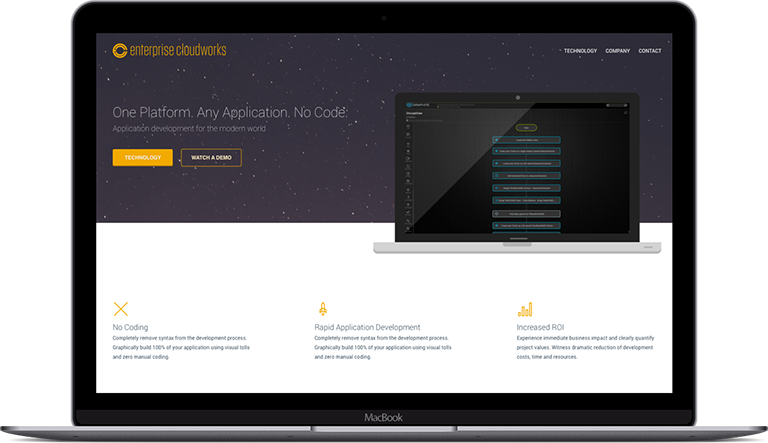 enterprise cloudworks
TECHNOLOGY COMPANY CONTACT
One Platform. Any Application. No Code.
Application development for the modern world
TECHNOLOGY WATCH A DEMO
No Coding
Completely remove syntax from the development process.
Graphically build 100% of your application using visual tolls
and zero manual coding.
Rapid Application Development
Completely remove syntax from the development process.
Graphically build 100% of your application using visual tolls
and zero manual coding.
Increased ROI
Experience immediate business impact and clearly quantify
project values. Witness dramatic reduction of development
costs, time and resources.
MacBook